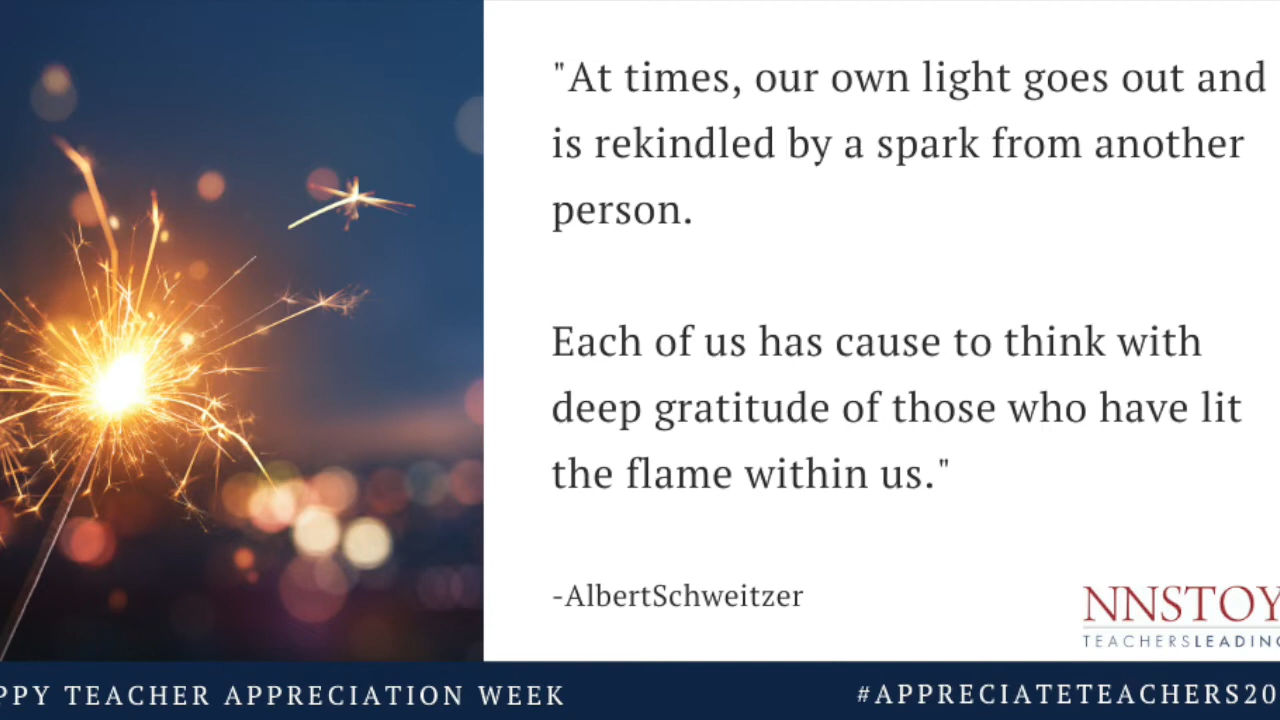 "At times, our own light goes out and
is rekindled by a spark from another
person.
Each of us has cause to think with
deep gratitude of those who have lit
the flame within us."
-AlbertSchweitzer
NNSTOY
TEACHERSLEADING
PPY TEACHER APPRECIATION WEEK
#APPRECIATETEACHERS20